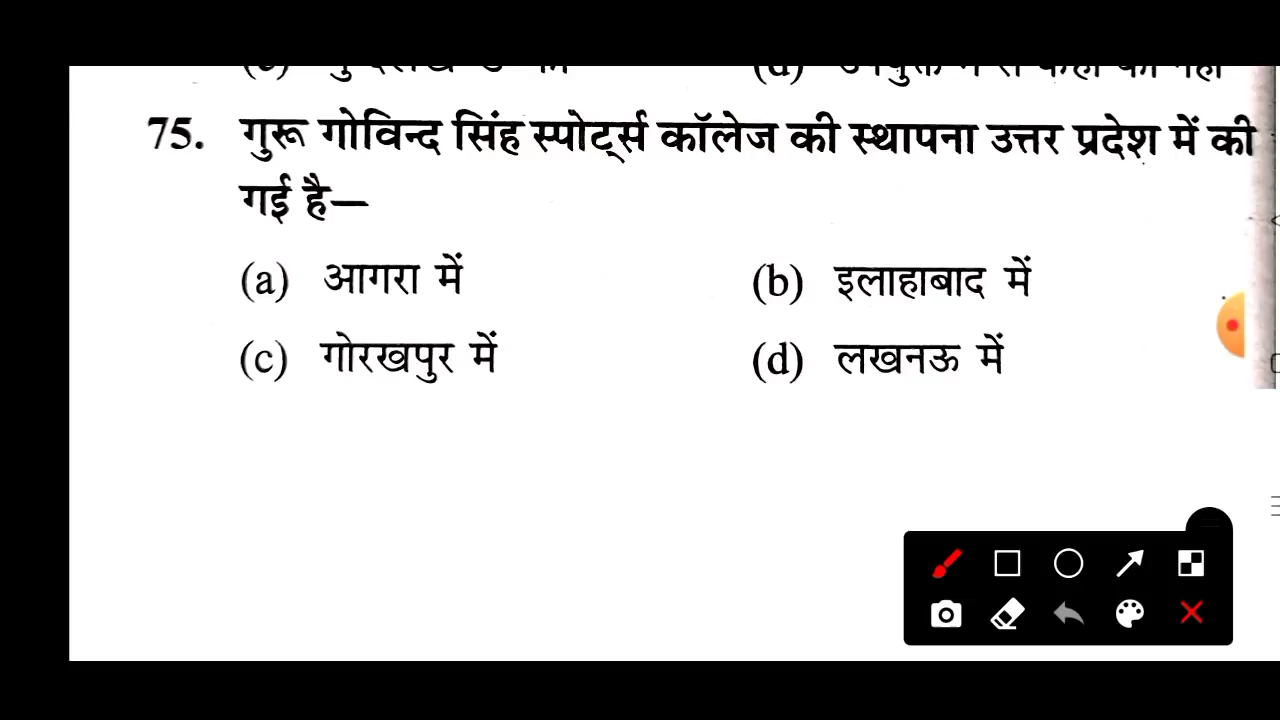 75. गुरू गोविन्द सिंह स्पोर्ट्स कॉलेज की स्थापना उत्तर प्रदेश में की
गई है—
(a) आगरा में (b) इलाहाबाद में
(c) गोरखपुर में (d) लखनऊ में